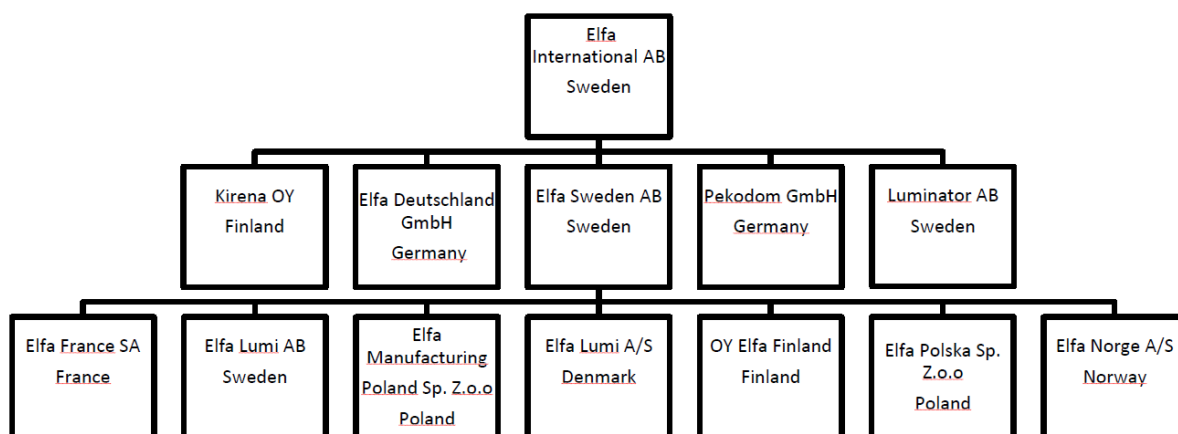 Elfa
International AB
Sweden
Kirena OY
Finland
Elfa Deutschland
GmbH
Germany
Elfa Sweden AB
Sweden
Pekodom GmbH
Germany
Luminator AB
Sweden
Elfa France SA
France
Elfa Lumi AB
Sweden
Elfa
Manufacturing
Poland Sp. Z.o.o
Poland
Elfa Lumi A/S
Denmark
OY Elfa Finland
Finland
Elfa Polska Sp.
Z.o.o
Poland
Elfa Norge A/S
Norway